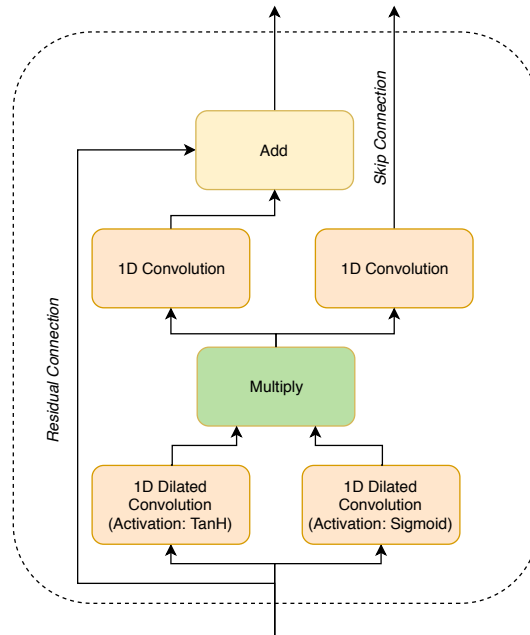 Add
Skip Connection
1D Convolution
1D Convolution
Residual Connection
Multiply
1D Dilated
Convolution
(Activation: TanH)
1D Dilated
Convolution
(Activation: Sigmoid)